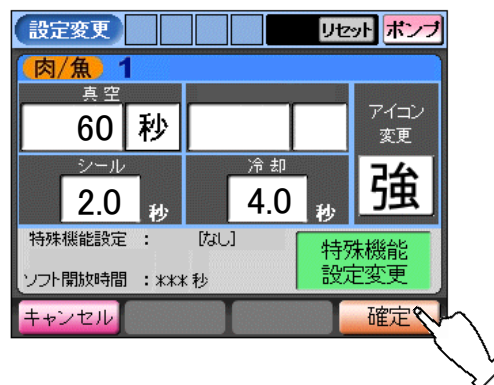 設定変更 リセット ポンプ
肉/魚 1
真空
60 秒
アイコン
変更
強
シール 冷却
2.0 秒 4.0 秒
特殊機能設定 : [なし]
ソフト開放時間 : *** 秒
特殊機能
設定変更
キャンセル 確定